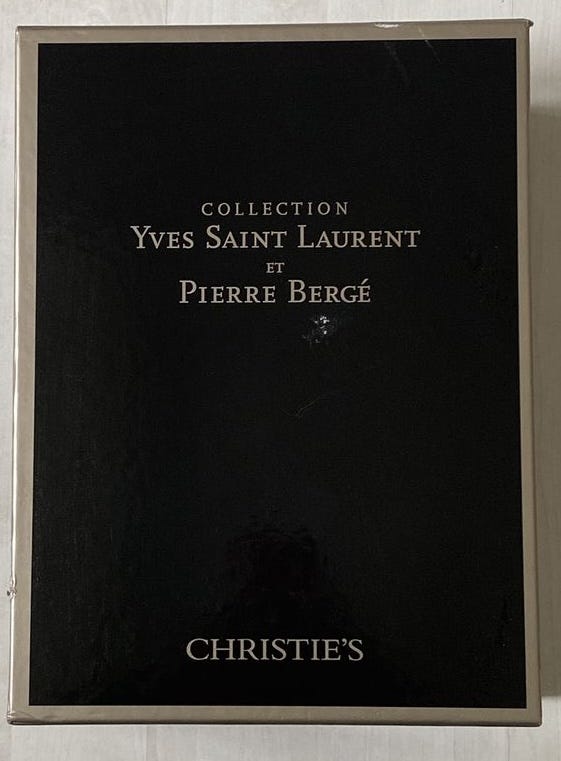 COLLECTION
YVES SAINT LAURENT
ET
PIERRE BERGÉ
CHRISTIE'S